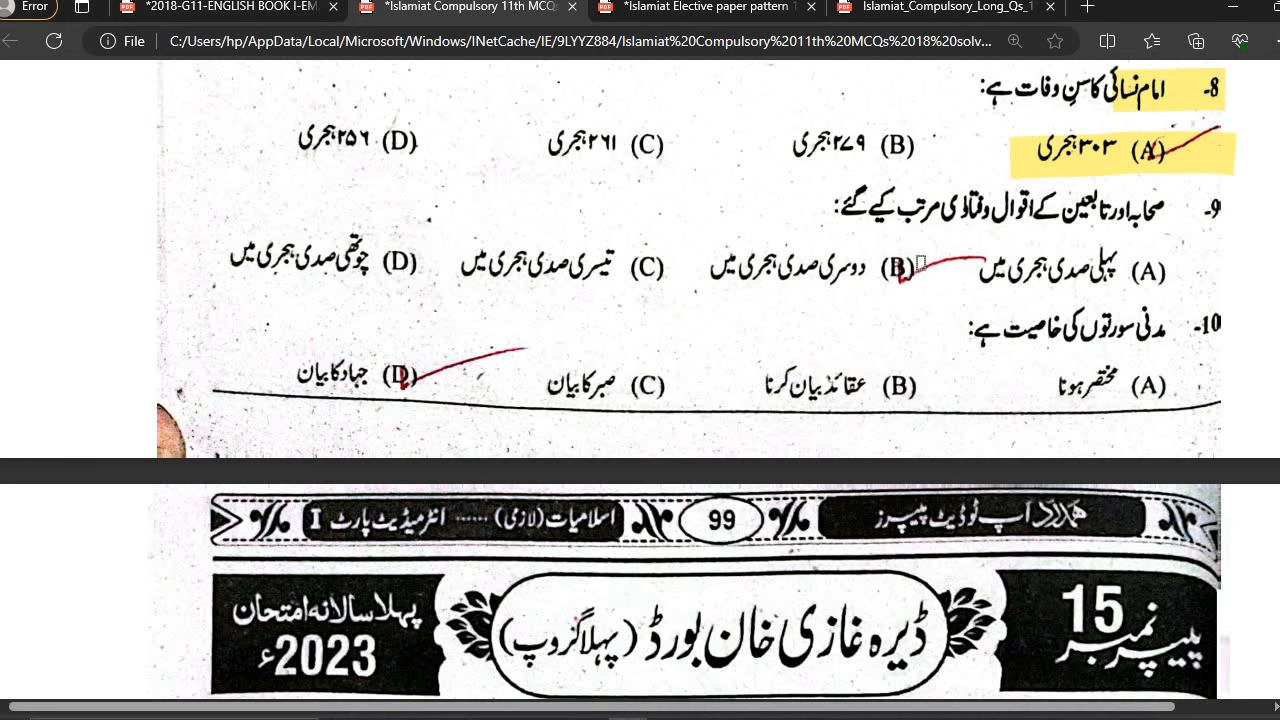 Error
*2018-G11-ENGLISH BOOK I-EM
*Islamiat Compulsory 11th MCQ
*Islamiat Elective paper pattern 1
Islamiat_Compulsory_Long_Qs_1
File C:/Users/hp/AppData/Local/Microsoft/Windows/INetCache/IE/9LYYZ884/Islamiat%20Compulsory%2011th%20MCQs%2018%20solv...
8- امام نسائی کا سنِ وفات ہے:
(A) ۳۰۳ ہجری (B) ۲۷۹ ہجری (C) ۲۶۱ ہجری (D) ۲۵۶ ہجری
9- صحابہ اور تابعین کے اقوال و فتاوٰی مرتب کیے گئے:
(A) پہلی صدی ہجری میں (B) دوسری صدی ہجری میں (C) تیسری صدی ہجری میں (D) چوتھی صدی ہجری میں
10- مدنی سورتوں کی خاصیت ہے:
(A) مختصر ہونا (B) عقائد بیان کرنا (C) صبر کا بیان (D) جہاد کا بیان
ہمدرد اَپ ٹو ڈیٹ پیپرز 99 اسلامیات (لازمی) ...... انٹرمیڈیٹ پارٹ I
پیپر نمبر 15
ڈیرہ غازی خان بورڈ (پہلا گروپ)
پہلا سالانہ امتحان
2023ء